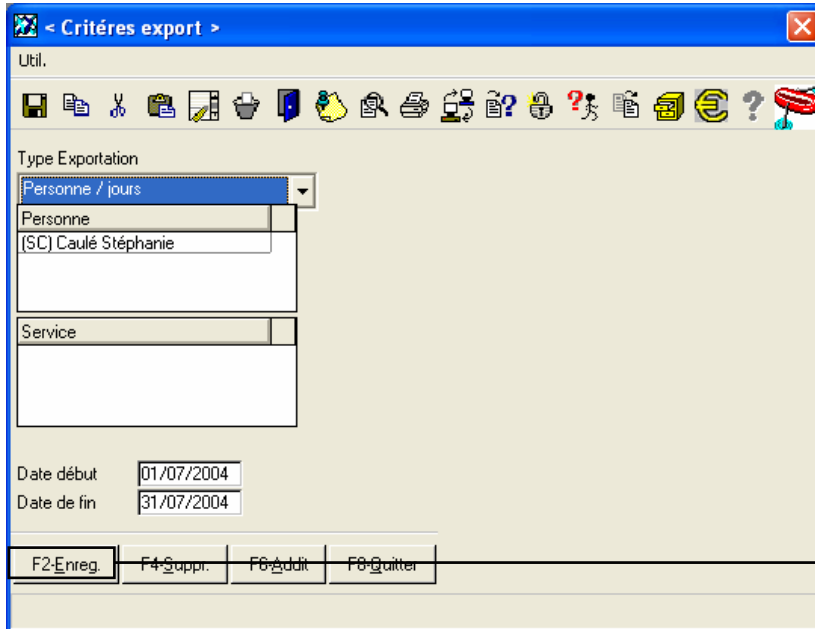 < Critéres export >
Util.
Type Exportation
Personne / jours
Personne
(SC) Caulé Stéphanie
Service
Date début 01/07/2004
Date de fin 31/07/2004
F2-Enreg. F4-Suppr. F6-Addit F8-Quitter